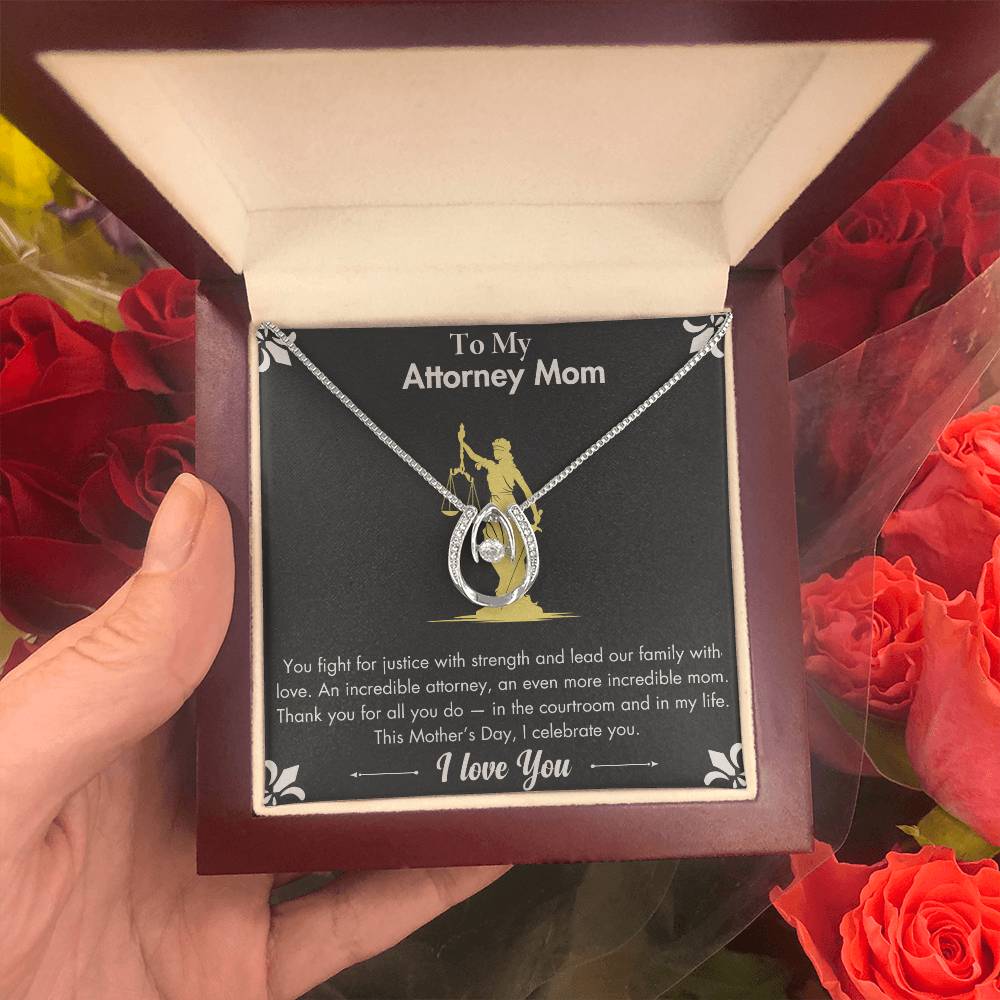 To My
Attorney Mom
You fight for justice with strength and lead our family with
love. An incredible attorney, an even more incredible mom.
Thank you for all you do — in the courtroom and in my life.
This Mother's Day, I celebrate you.
I love You